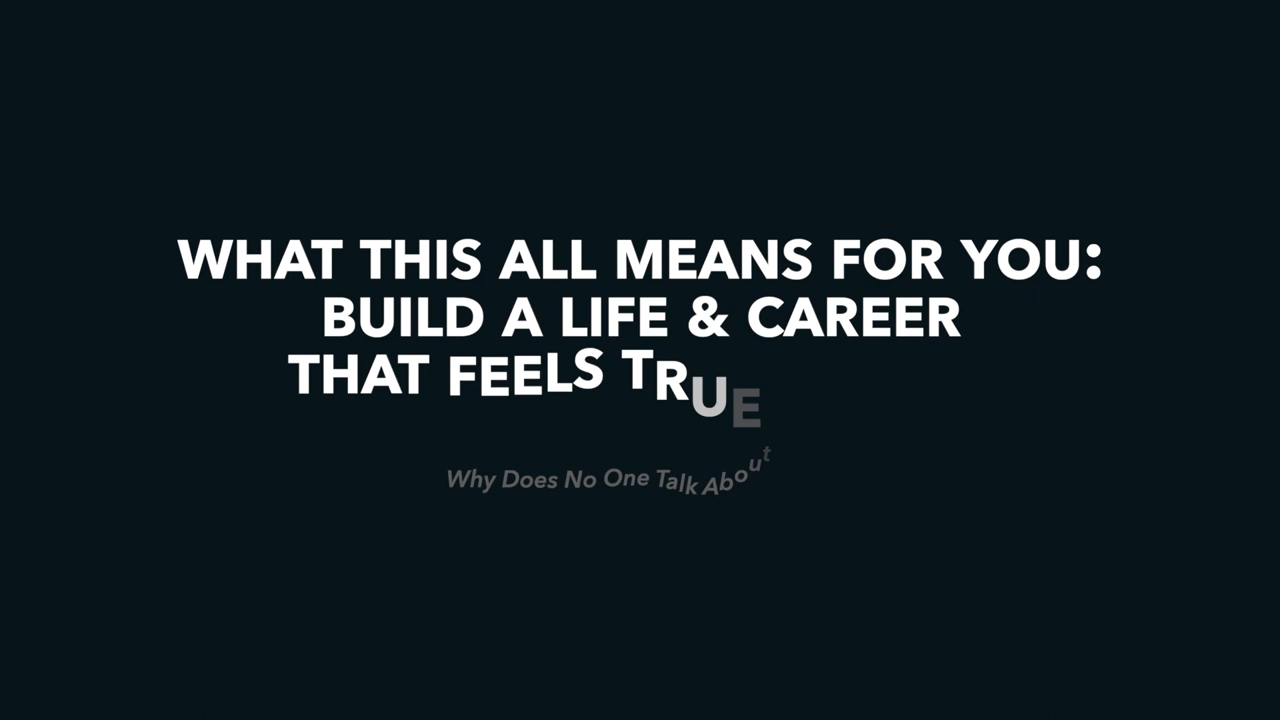 WHAT THIS ALL MEANS FOR YOU:
BUILD A LIFE & CAREER
THAT FEELS TRUE
Why Does No One Talk About